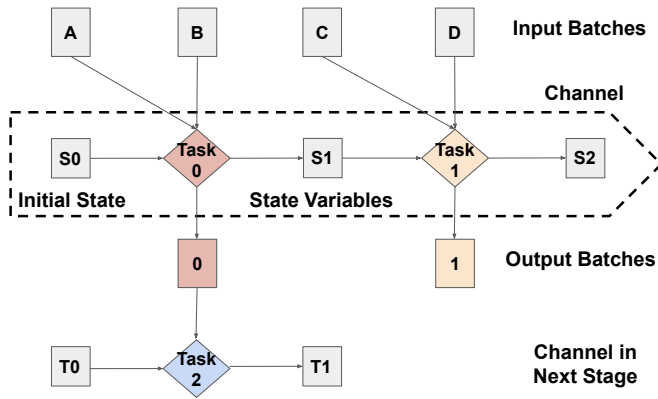 A
B
C
D
Input Batches
Channel
S0
Task
0
S1
Task
1
S2
Initial State
State Variables
0
1
Output Batches
T0
Task
2
T1
Channel in
Next Stage